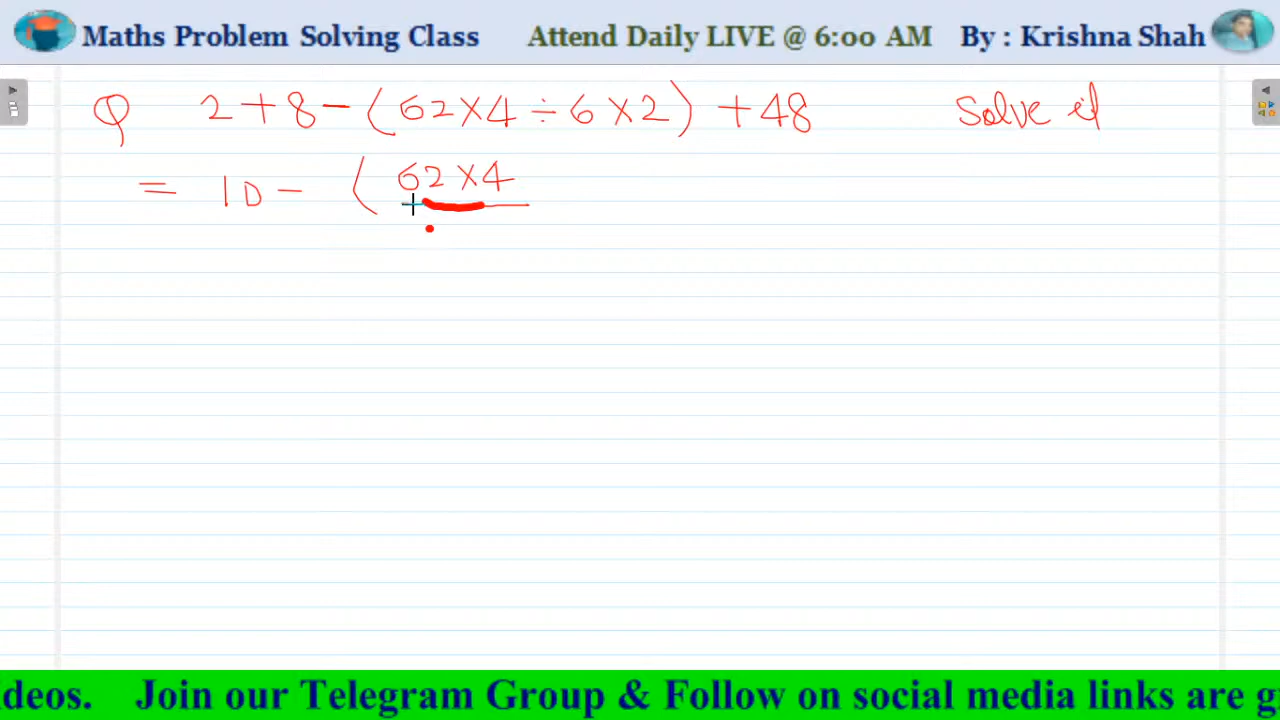 Maths Problem Solving Class Attend Daily LIVE @ 6:00 AM By : Krishna Shah
Q 2+8-(62×4÷6×2)+48 Solve it
= 10-(62×4
deos. Join our Telegram Group & Follow on social media links are g